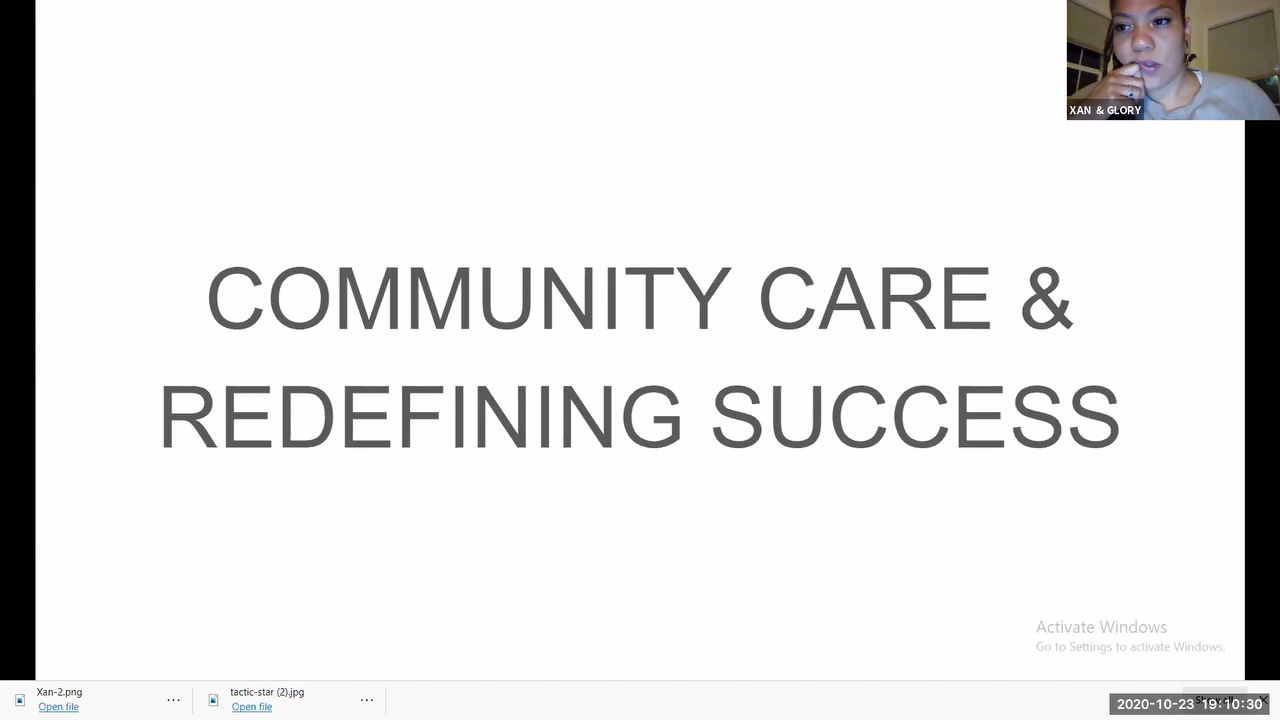 XAN & GLORY
COMMUNITY CARE &
REDEFINING SUCCESS
Activate Windows
Go to Settings to activate Windows.
Xan-2.png
Open file
tactic-star (2).jpg
Open file
2020-10-23 19:10:30